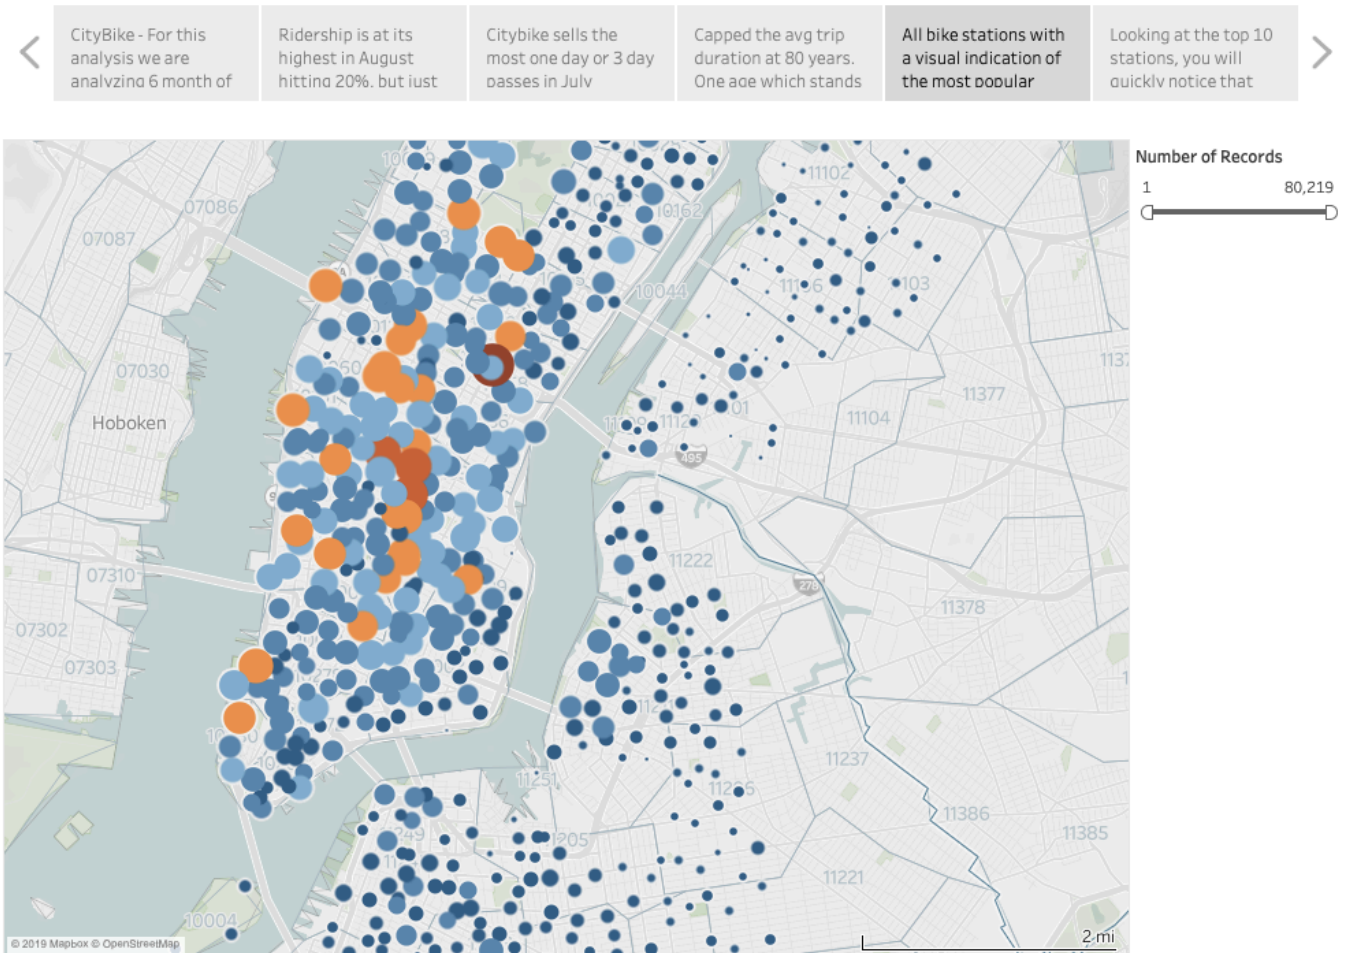 CityBike - For this
analysis we are
analyzing 6 month of
Ridership is at its
highest in August
hitting 20%, but just
Citybike sells the
most one day or 3 day
passes in July
Capped the avg trip
duration at 80 years.
One age which stands
All bike stations with
a visual indication of
the most popular
Looking at the top 10
stations, you will
quickly notice that
Number of Records
1 80,219
11102
07086
10162
07087
10044
11106
103
07030
11377
11104
Hoboken
495
11222
07310
278
11378
07302
07303
11237
11251
11206
11386
11385
11205
11221
10004
2 mi
© 2019 Mapbox © OpenStreetMap